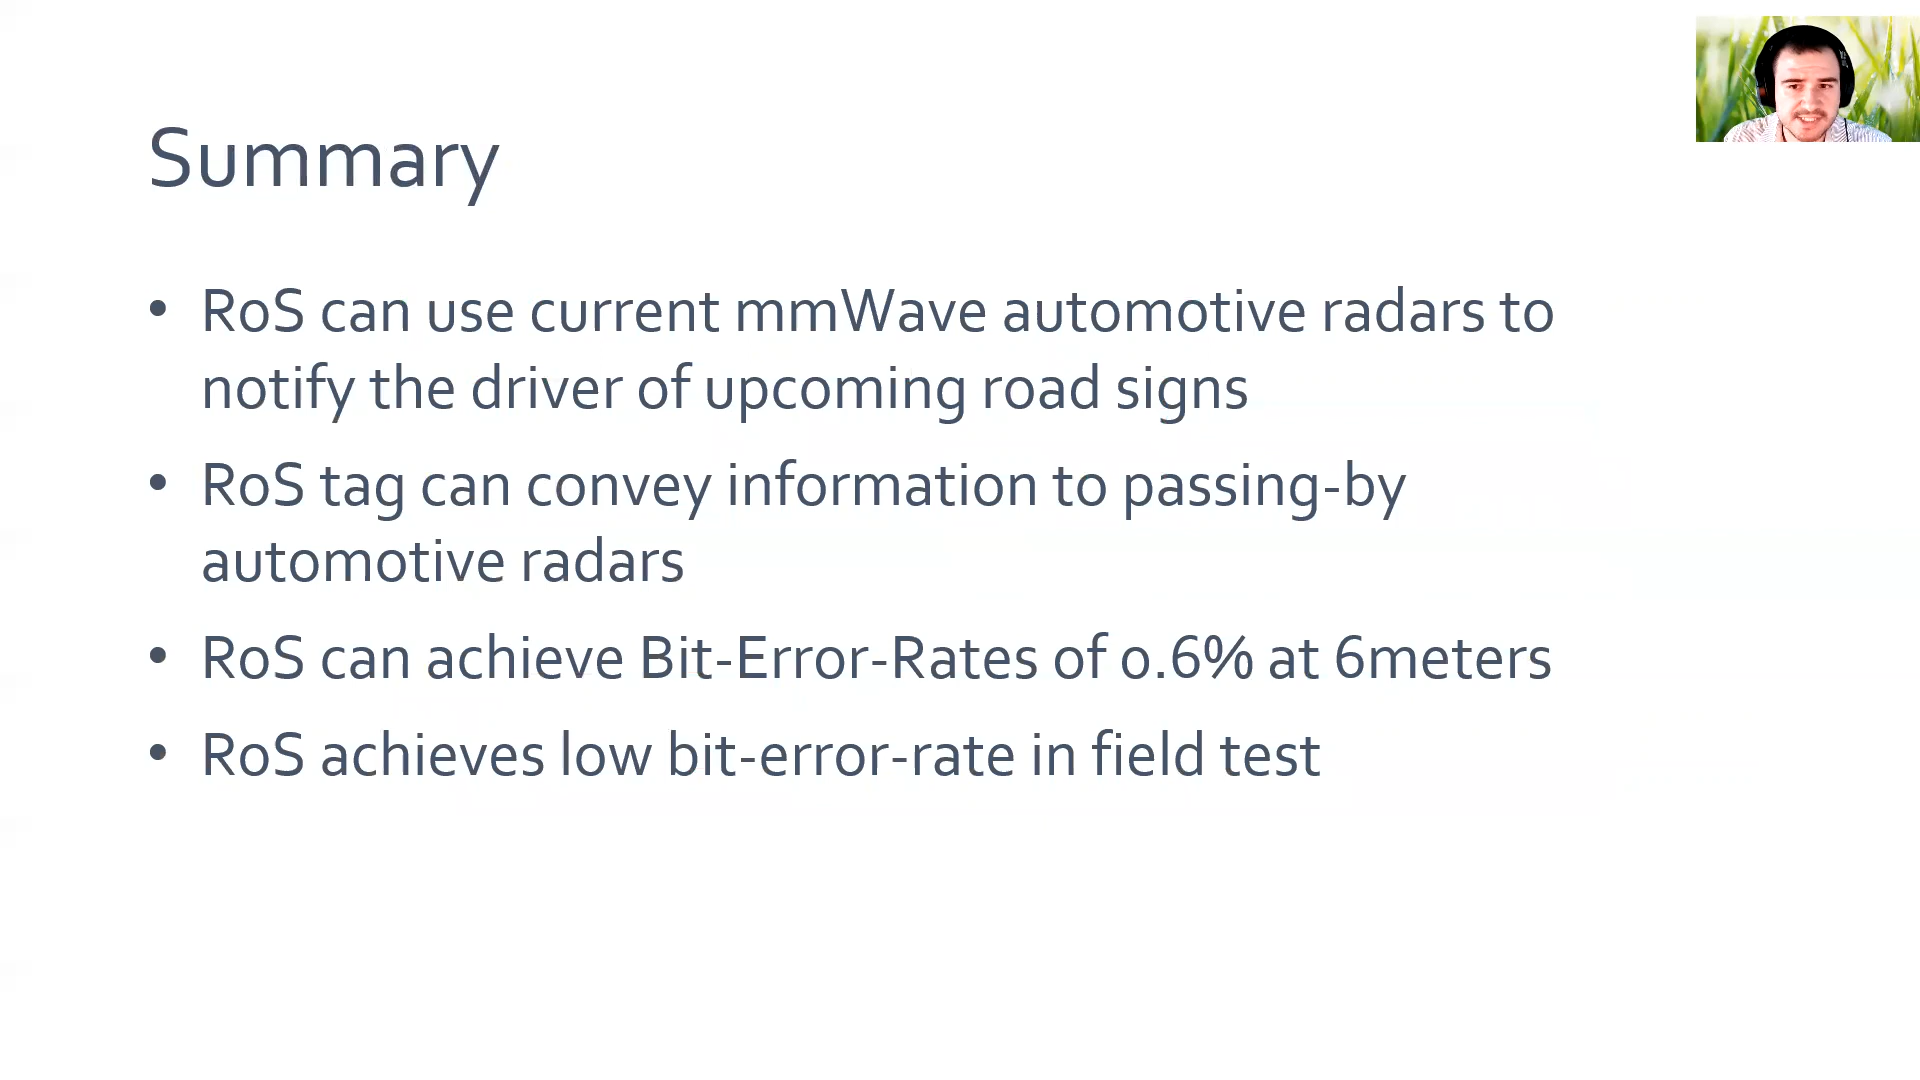 Summary
• RoS can use current mmWave automotive radars to
notify the driver of upcoming road signs
• RoS tag can convey information to passing-by
automotive radars
• RoS can achieve Bit-Error-Rates of 0.6% at 6meters
• RoS achieves low bit-error-rate in field test